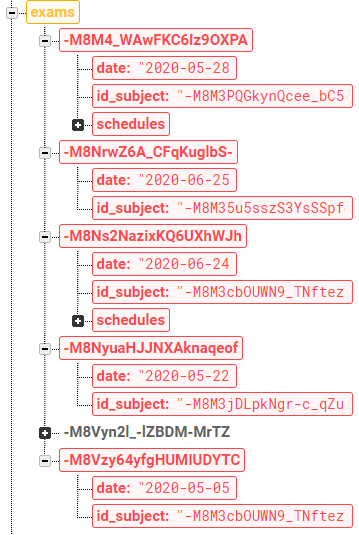 exams
-M8M4_WAwFKC6Iz9OXPA
date: "2020-05-28
id_subject: "-M8M3PQGkynQcee_bC5
schedules
-M8NrwZ6A_CFqKuglbS-
date: "2020-06-25
id_subject: "-M8M35u5sszS3YsSSpf
-M8Ns2NazixKQ6UXhWJh
date: "2020-06-24
id_subject: "-M8M3cbOUWN9_TNftez
schedules
-M8NyuaHJJNXAknaqeof
date: "2020-05-22
id_subject: "-M8M3jDLpkNgr-c_qZu
-M8Vyn2l_-lZBDM-MrTZ
-M8Vzy64yfgHUMIUDYTC
date: "2020-05-05
id_subject: "-M8M3cbOUWN9_TNftez